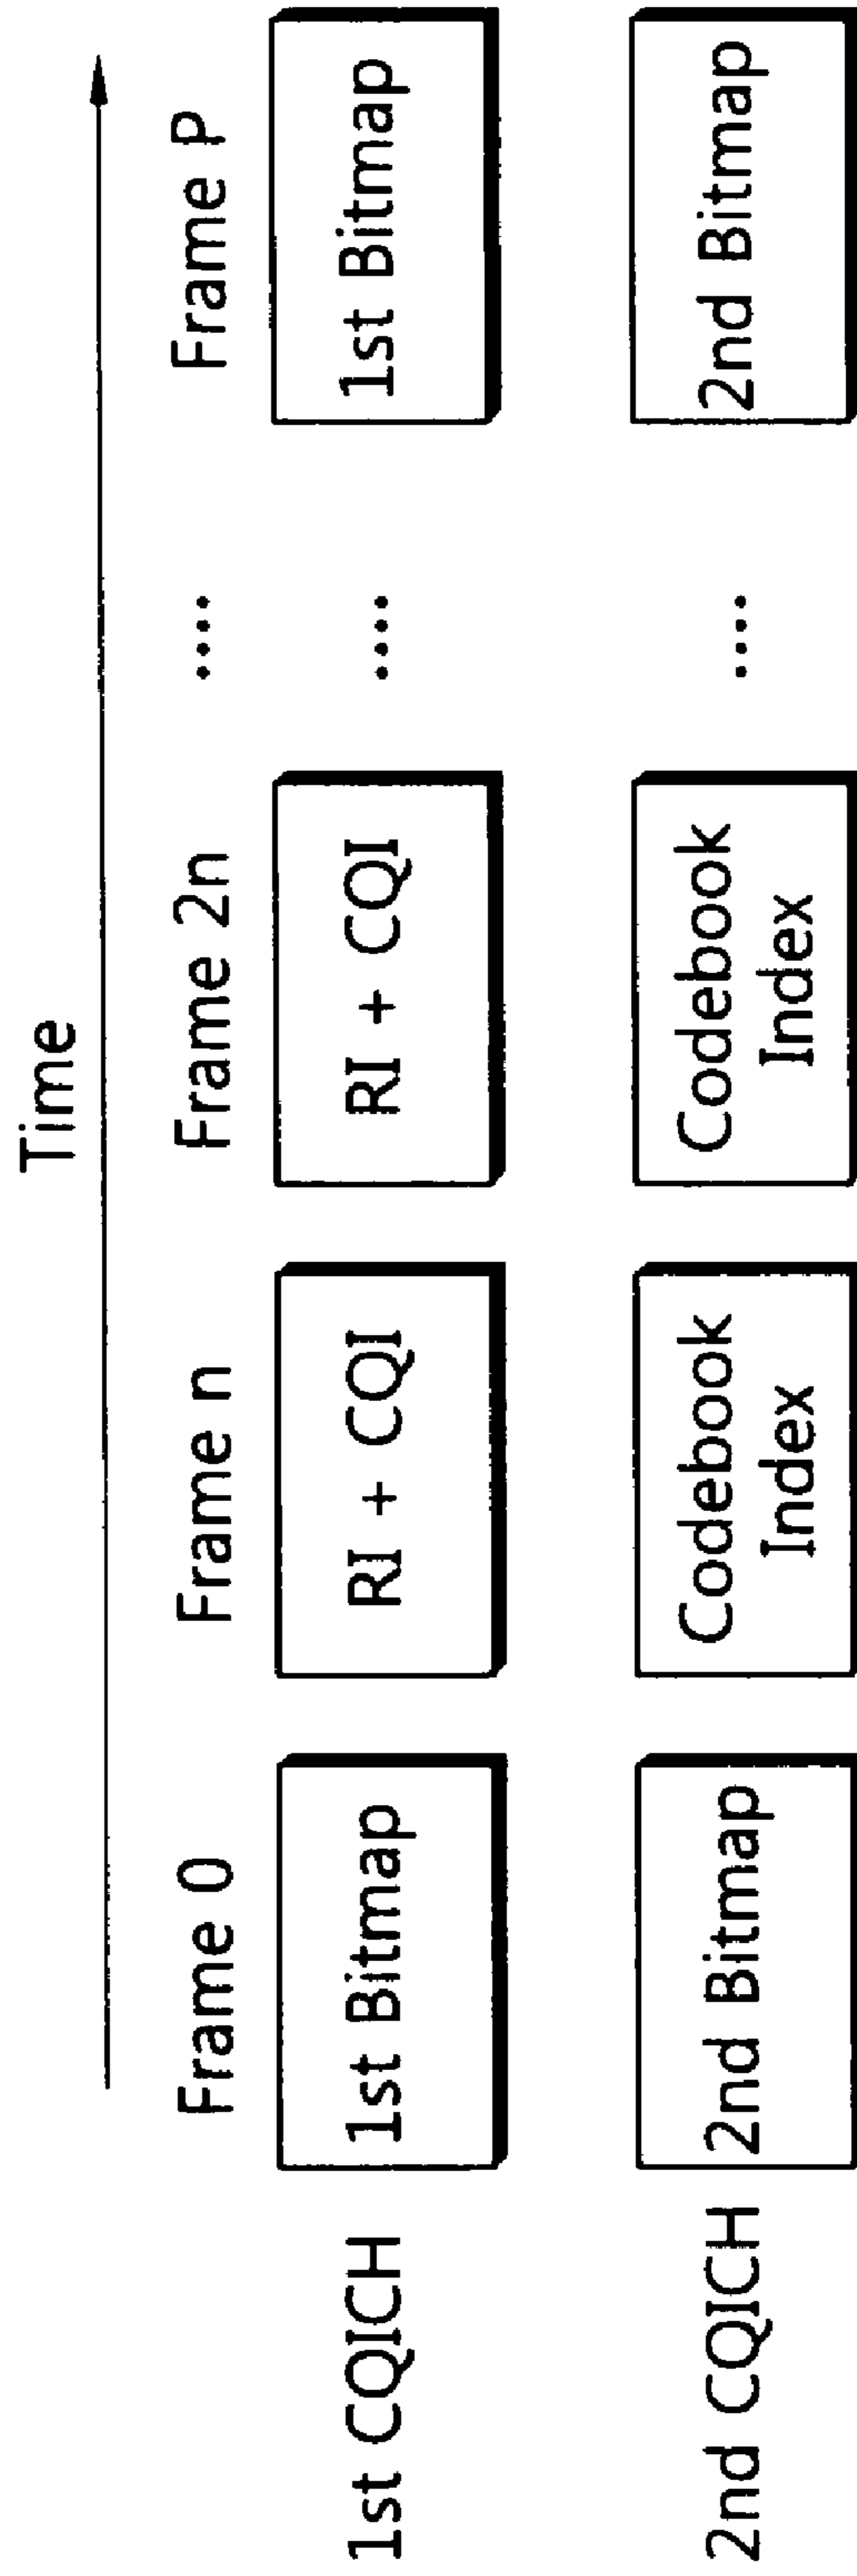 Time
Frame 0
Frame n
Frame 2n
....
Frame P
1st CQICH
1st Bitmap
RI + CQI
RI + CQI
....
1st Bitmap
2nd CQICH
2nd Bitmap
Codebook
Index
Codebook
Index
....
2nd Bitmap